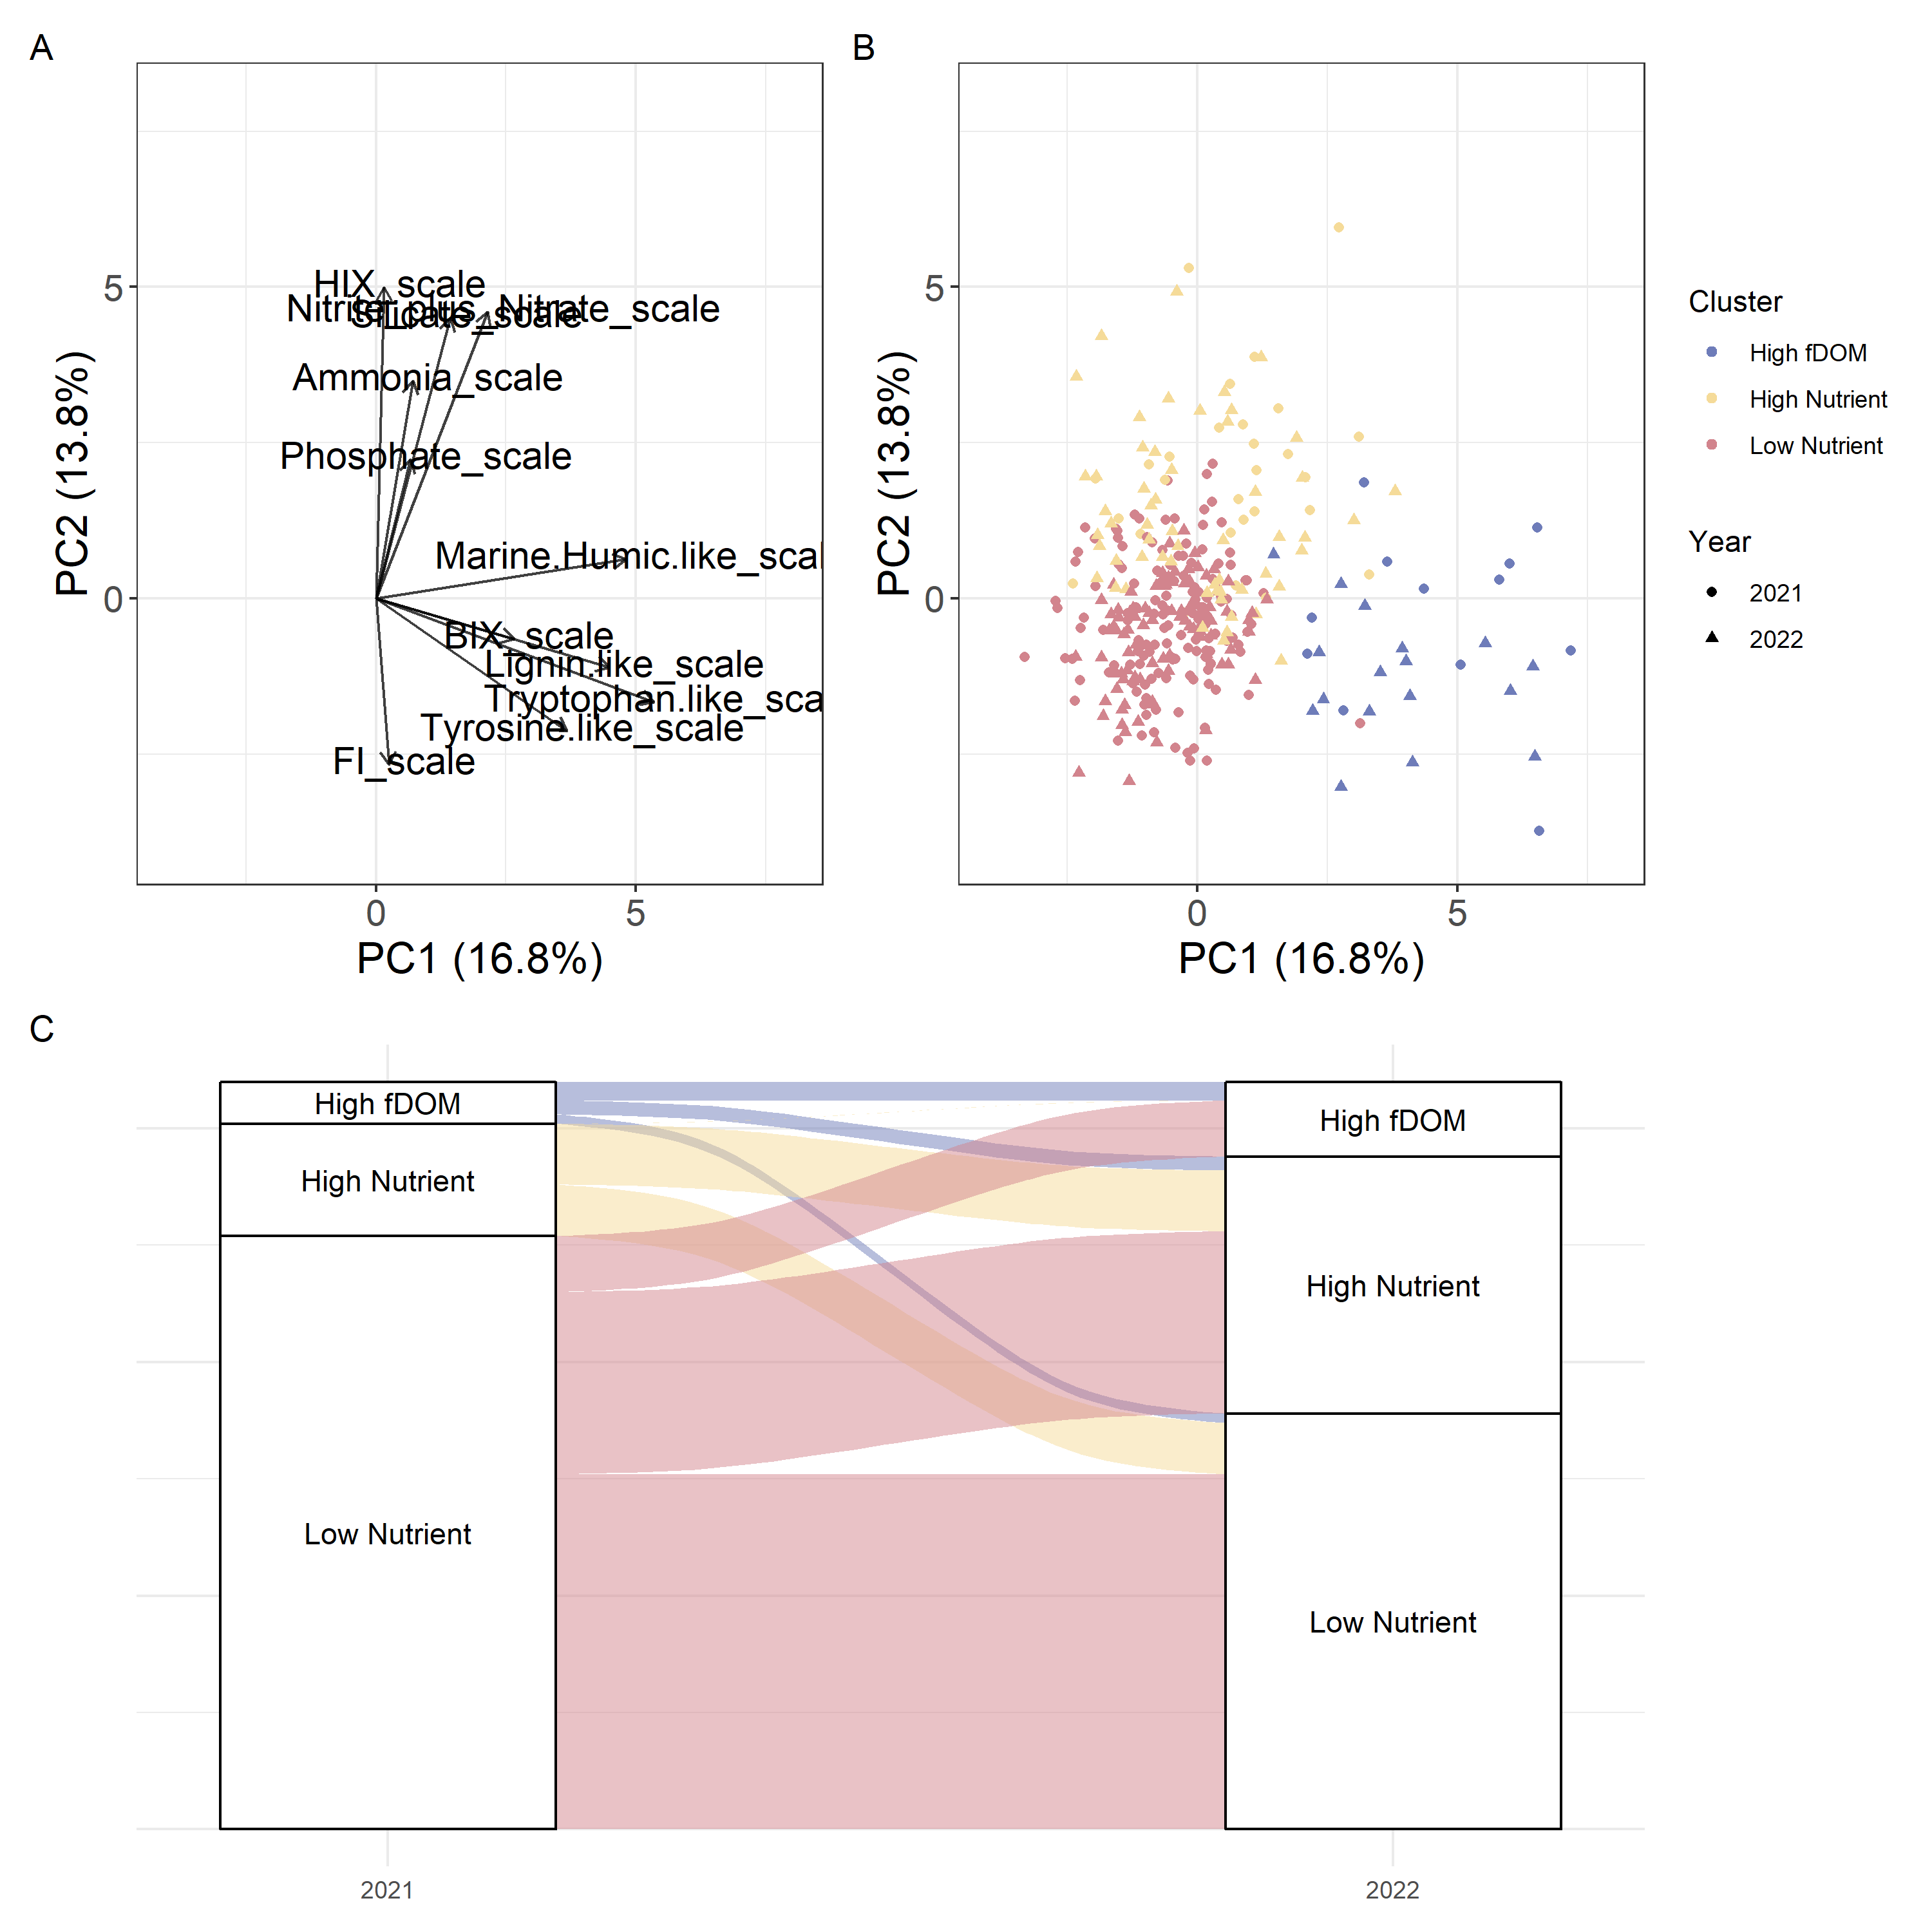 A
B
HIX_scale
Nitrite_plus_Nitrate_scale
Silicate_scale
Ammonia_scale
Phosphate_scale
Marine.Humic.like_scal
BIX_scale
Lignin.like_scale
Tryptophan.like_sca
Tyrosine.like_scale
FI_scale
5
0
PC2 (13.8%)
0
5
PC1 (16.8%)
5
0
PC2 (13.8%)
0
5
PC1 (16.8%)
Cluster
High fDOM
High Nutrient
Low Nutrient
Year
2021
2022
C
High fDOM
High Nutrient
Low Nutrient
High fDOM
High Nutrient
Low Nutrient
2021
2022